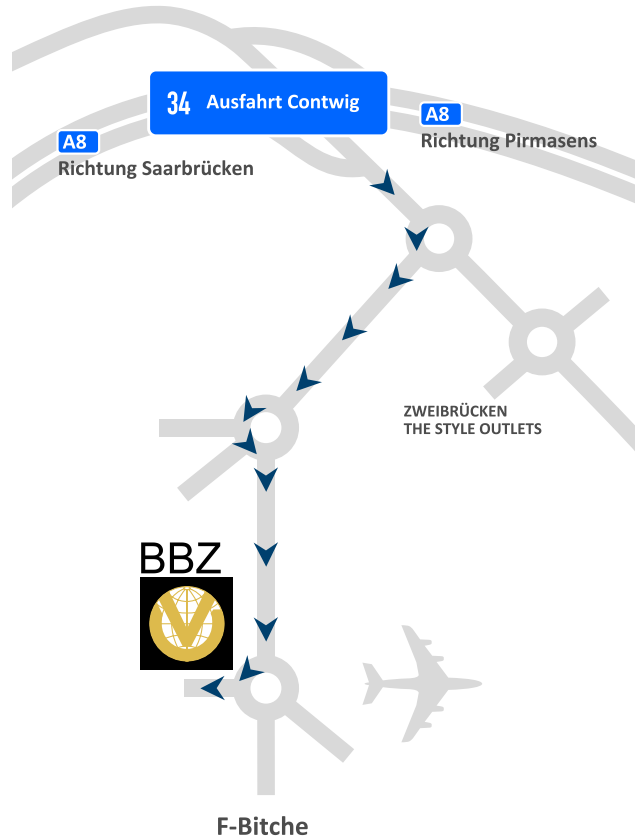 34 Ausfahrt Contwig
A8
Richtung Pirmasens
A8
Richtung Saarbrücken
ZWEIBRÜCKEN
THE STYLE OUTLETS
BBZ
F-Bitche